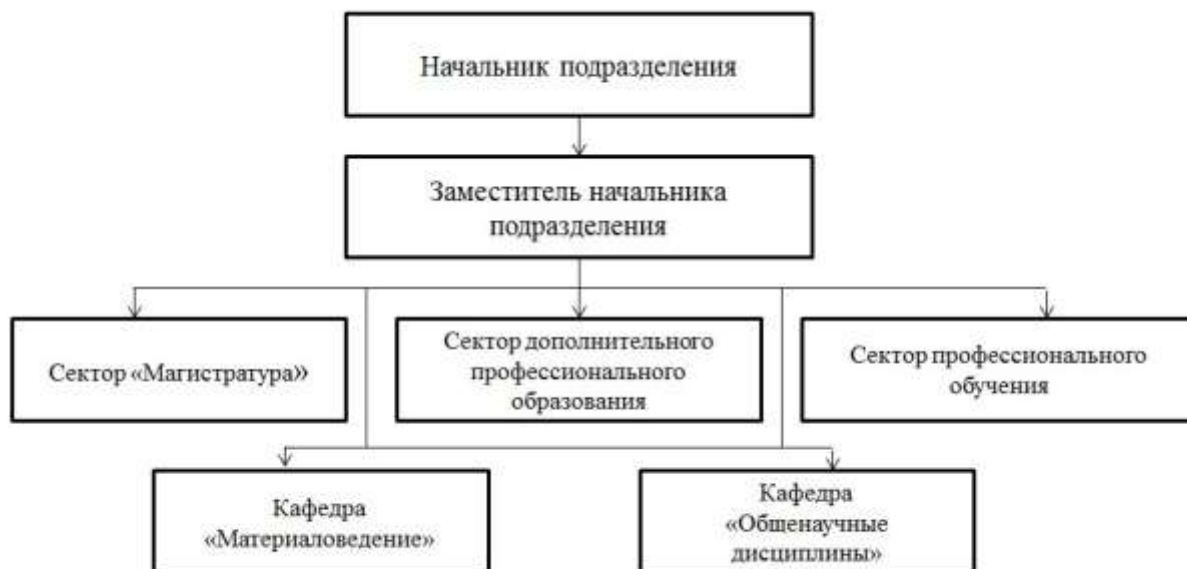 Начальник подразделения
Заместитель начальника
подразделения
Сектор «Магистратура»
Сектор дополнительного
профессионального
образования
Сектор профессионального
обучения
Кафедра
«Материаловедение»
Кафедра
«Общенаучные
дисциплины»